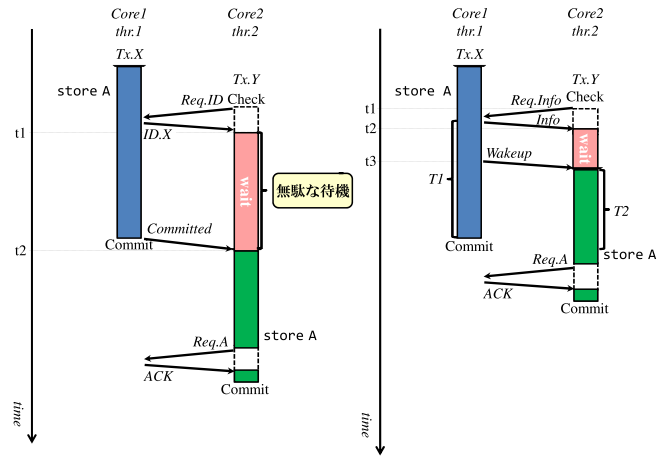 Core1
thr.1
Core2
thr.2
Tx.X
Tx.Y
store A
Check
Req.ID
t1
ID.X
wait
無駄な待機
Committed
Commit
t2
store A
Req.A
ACK
Commit
time
Core1
thr.1
Core2
thr.2
Tx.X
Tx.Y
store A
Check
t1
Req.Info
t2
Info
wait
t3
Wakeup
T1
T2
Commit
store A
Req.A
ACK
Commit
time